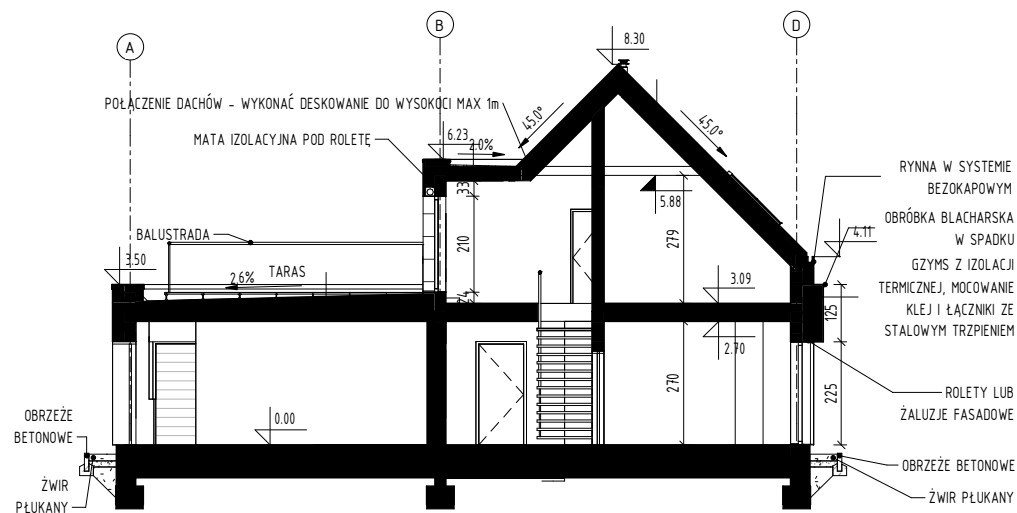 A
B
D
8.30
POŁĄCZENIE DACHÓW - WYKONAĆ DESKOWANIE DO WYSOKOŚCI MAX 1m
45.0°
45.0°
6.23
2.0%
MATA IZOLACYJNA POD ROLETĘ
33
5.88
RYNNA W SYSTEMIE
BEZOKAPOWYM
OBRÓBKA BLACHARSKA
W SPADKU
4.11
GZYMS Z IZOLACJI
TERMICZNEJ, MOCOWANIE
KLEJ I ŁĄCZNIKI ZE
STALOWYM TRZPIENIEM
BALUSTRADA
210
279
3.50
2.6%
TARAS
24
3.09
125
2.70
270
225
ROLETY LUB
ŻALUZJE FASADOWE
0.00
OBRZEŻE
BETONOWE
ŻWIR
PŁUKANY
OBRZEŻE BETONOWE
ŻWIR PŁUKANY